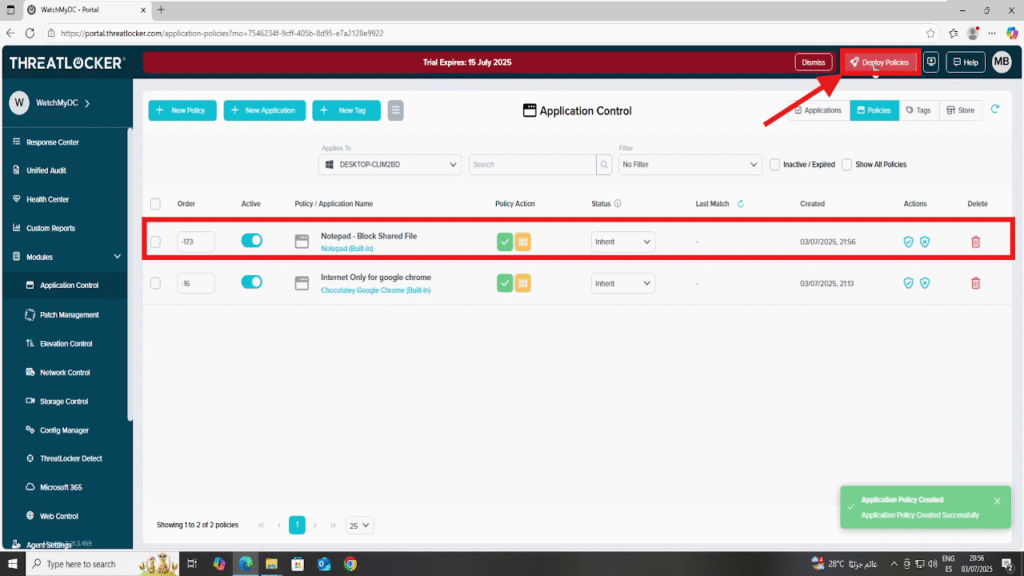 WatchMyDC - Portal
https://portal.threatlocker.com/application-policies?mo=7546234f-9cff-405b-8d95-e7a2128e9922
THREATLOCKER
Trial Expires: 15 July 2025
Dismiss
Deploy Policies
Help
MB
W
WatchMyDC
New Policy
New Application
New Tag
Application Control
Applications
Policies
Tags
Store
Response Center
Unified Audit
Health Center
Custom Reports
Modules
Application Control
Patch Management
Elevation Control
Network Control
Storage Control
Config Manager
ThreatLocker Detect
Microsoft 365
Web Control
Agent Settings
Applies To
DESKTOP-CLIM2BD
Search
Filter
No Filter
Inactive / Expired
Show All Policies
Order
Active
Policy / Application Name
Policy Action
Status
Last Match
Created
Actions
Delete
-173
Notepad - Block Shared File
Notepad (Built-In)
Inherit
-
03/07/2025, 21:56
-16
Internet Only for google chrome
Chocolatey Google Chrome (Built-In)
Inherit
-
03/07/2025, 21:13
Showing 1 to 2 of 2 policies
1
25
Application Policy Created
Application Policy Created Successfully
Type here to search
28°C
غائم جزئيًا
ENG
ES
20:56
03/07/2025
2